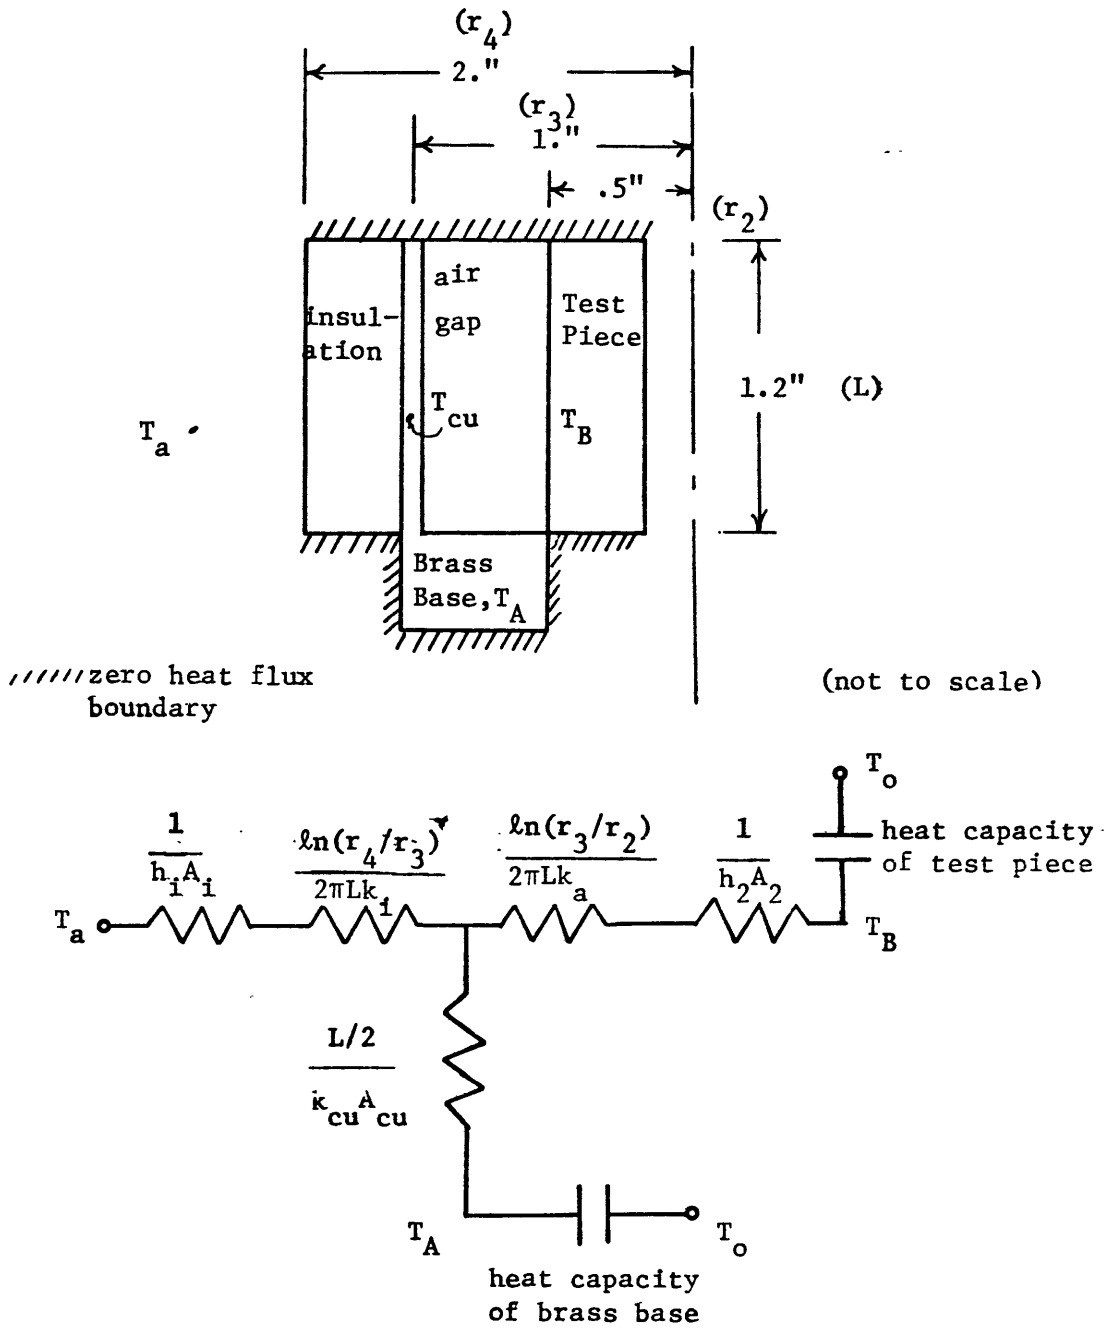 (r4)
2."
(r3)
1."
.5"
(r2)
air
gap
insul-
ation
Test
Piece
Tcu
TB
1.2" (L)
Ta
Brass
Base,TA
zero heat flux
boundary
(not to scale)
To
heat capacity
of test piece
1
hiAi
ln(r4/r3)
2πLki
ln(r3/r2)
2πLka
1
h2A2
Ta
TB
L/2
kcuAcu
TA
To
heat capacity
of brass base